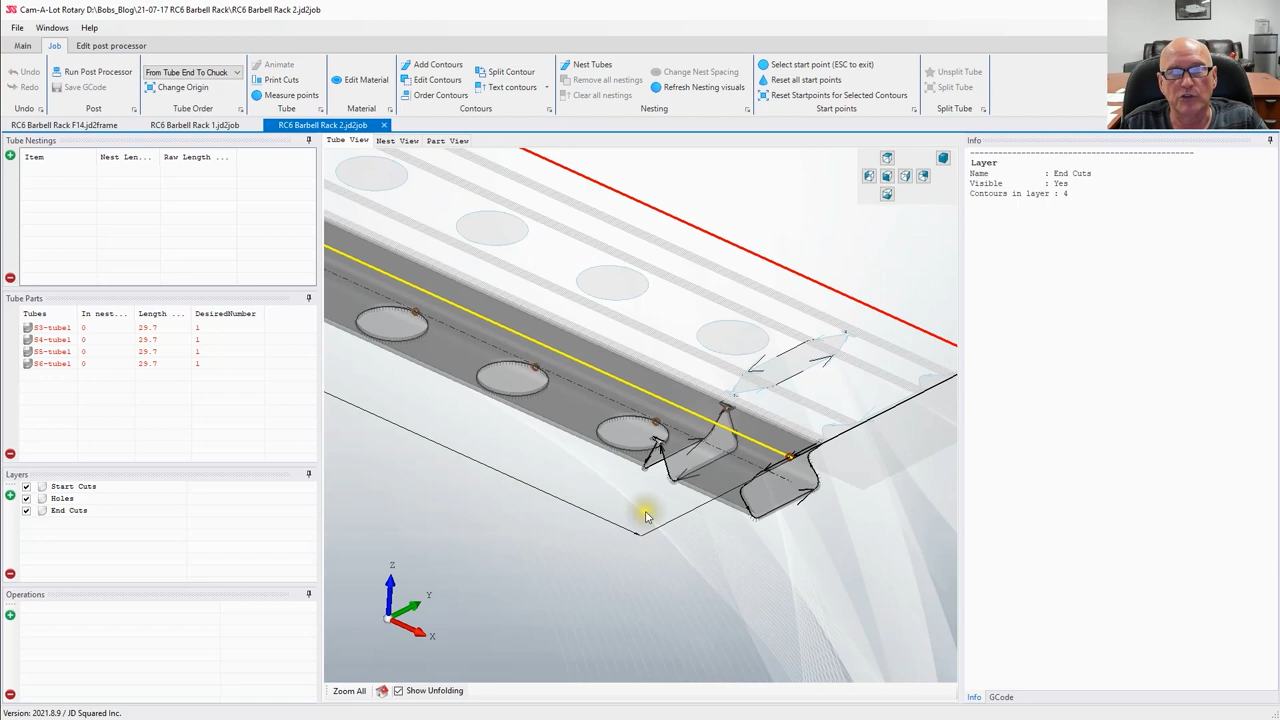 Cam-A-Lot Rotary D:\Bobs_Blog\21-07-17 RC6 Barbell Rack\RC6 Barbell Rack 2.jd2job
File Windows Help
Main Job Edit post processor
Undo
Redo
Undo
Run Post Processor
Save GCode
Post
From Tube End To Chuck
Change Origin
Tube Order
Animate
Print Cuts
Measure points
Tube
Edit Material
Material
Add Contours
Edit Contours
Order Contours
Split Contour
Text contours
Contours
Nest Tubes
Remove all nestings
Clear all nestings
Change Nest Spacing
Refresh Nesting visuals
Nesting
Select start point (ESC to exit)
Reset all start points
Reset Startpoints for Selected Contours
Start points
Unsplit Tube
Split Tube
Split Tube
RC6 Barbell Rack F14.jd2frame RC6 Barbell Rack 1.jd2job RC6 Barbell Rack 2.jd2job
Tube Nestings
Item Nest Len... Raw Length ...
Tube Parts
Tubes In nest... Length ... DesiredNumber
S3-tube1 0 29.7 1
S4-tube1 0 29.7 1
S5-tube1 0 29.7 1
S6-tube1 0 29.7 1
Layers
Start Cuts
Holes
End Cuts
Operations
Tube View Nest View Part View
Z
Y
X
Zoom All Show Unfolding
Info
Layer
Name : End Cuts
Visible : Yes
Contours in layer : 4
Info GCode
Version: 2021.8.9 / JD Squared Inc.